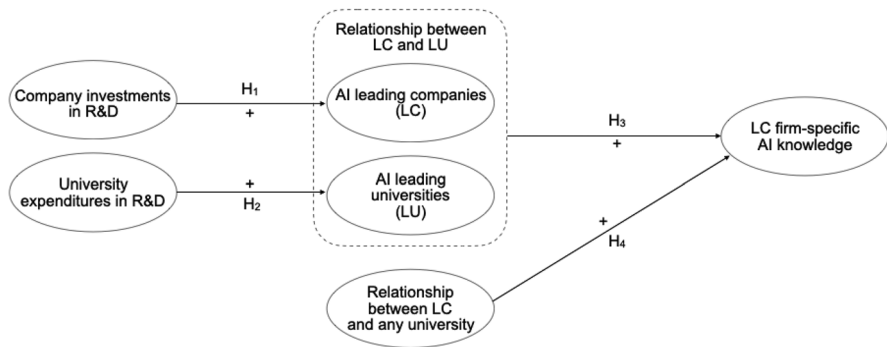 Relationship between
LC and LU
Company investments
in R&D
H₁
+
AI leading companies
(LC)
H₃
+
LC firm-specific
AI knowledge
University
expenditures in R&D
+
H₂
AI leading
universities
(LU)
+
H₄
Relationship
between LC
and any university